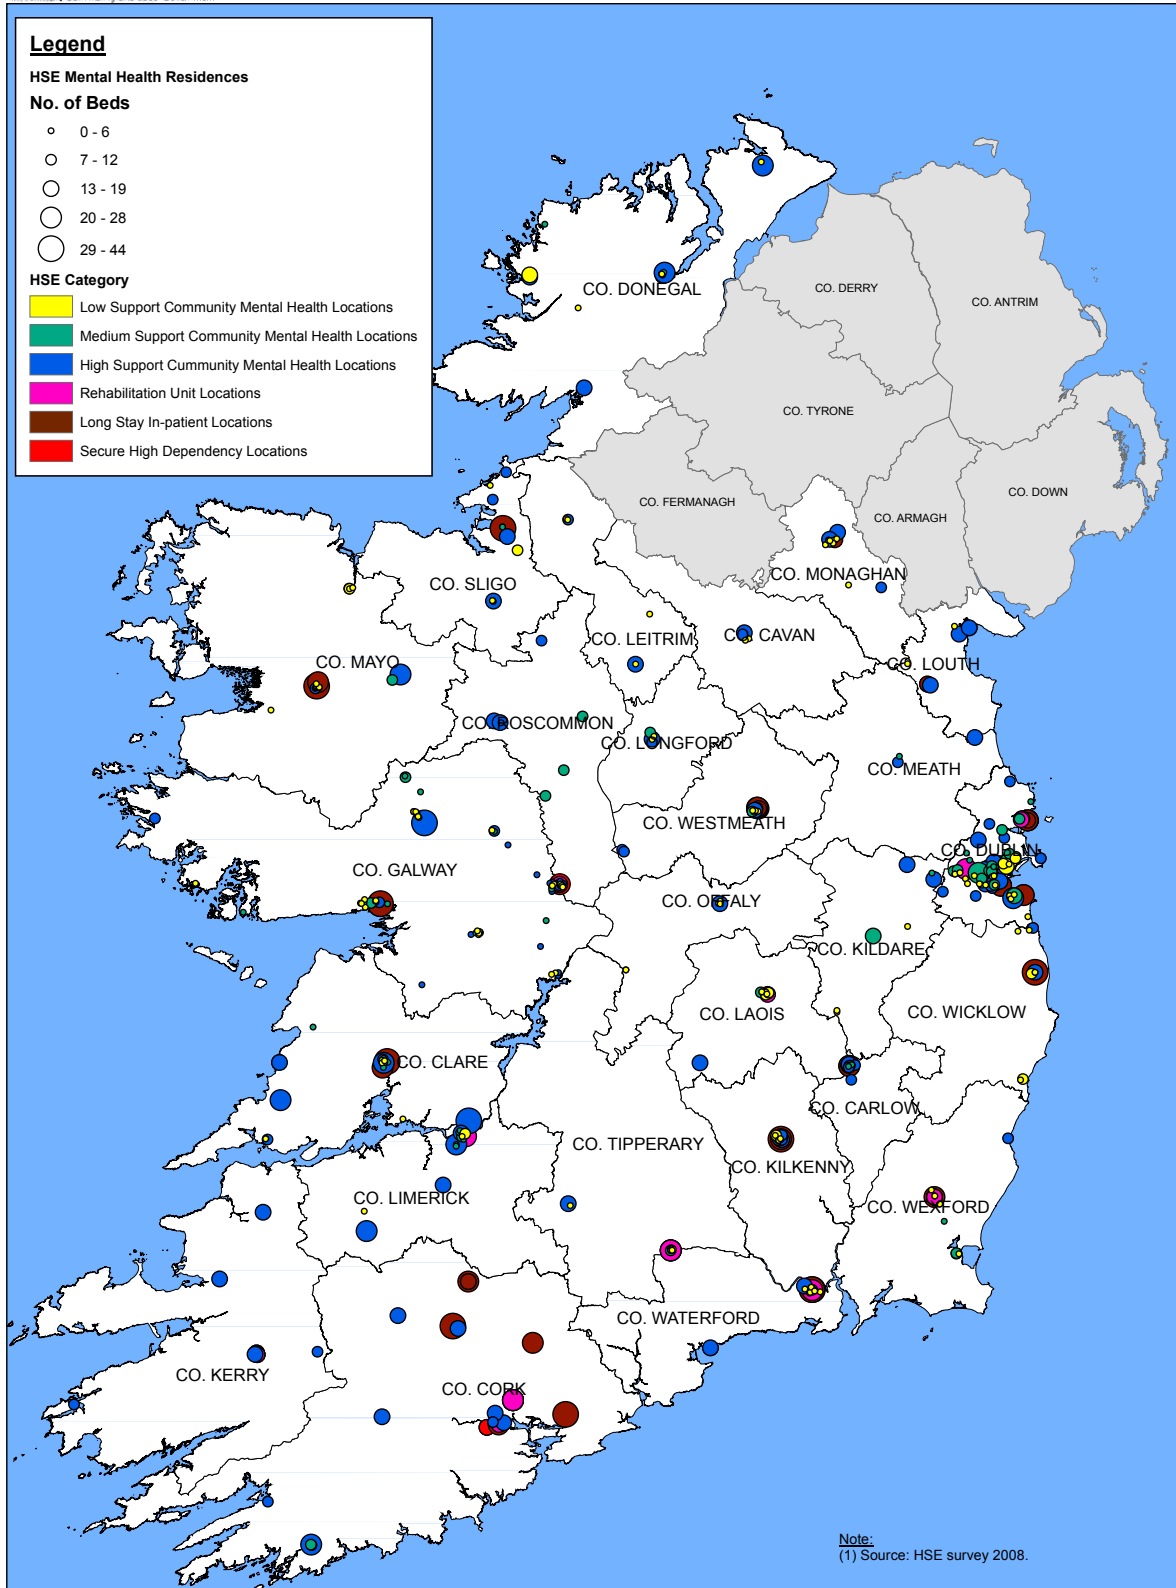 Legend
HSE Mental Health Residences
No. of Beds
0 - 6
7 - 12
13 - 19
20 - 28
29 - 44
HSE Category
Low Support Community Mental Health Locations
Medium Support Community Mental Health Locations
High Support Cummunity Mental Health Locations
Rehabilitation Unit Locations
Long Stay In-patient Locations
Secure High Dependency Locations
CO. DONEGAL
CO. DERRY
CO. ANTRIM
CO. TYRONE
CO. FERMANAGH
CO. ARMAGH
CO. DOWN
CO. MONAGHAN
CO. SLIGO
CO. LEITRIM
CO. CAVAN
CO. MAYO
CO. LOUTH
CO. ROSCOMMON
CO. LONGFORD
CO. MEATH
CO. WESTMEATH
CO. DUBLIN
CO. GALWAY
CO. OFFALY
CO. KILDARE
CO. LAOIS
CO. WICKLOW
CO. CLARE
CO. CARLOW
CO. TIPPERARY
CO. KILKENNY
CO. LIMERICK
CO. WEXFORD
CO. WATERFORD
CO. KERRY
CO. CORK
Note:
(1) Source: HSE survey 2008.